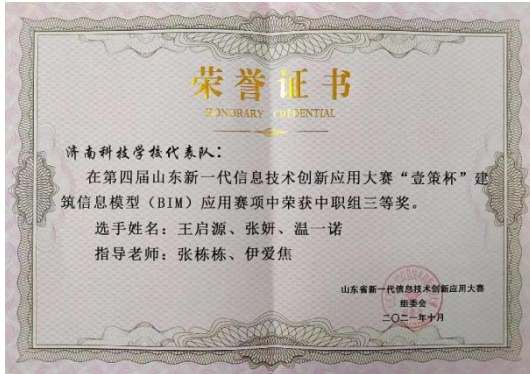 荣誉证书
HONORARY CREDENTIAL
济南科技学校代表队：
在第四届山东新一代信息技术创新应用大赛“壹策杯”建
筑信息模型（BIM）应用赛项中荣获中职组三等奖。
选手姓名：王启源、张妍、温一诺
指导老师：张栋栋、伊爱焦
山东省新一代信息技术创新应用大赛
组委会
二〇二一年十月